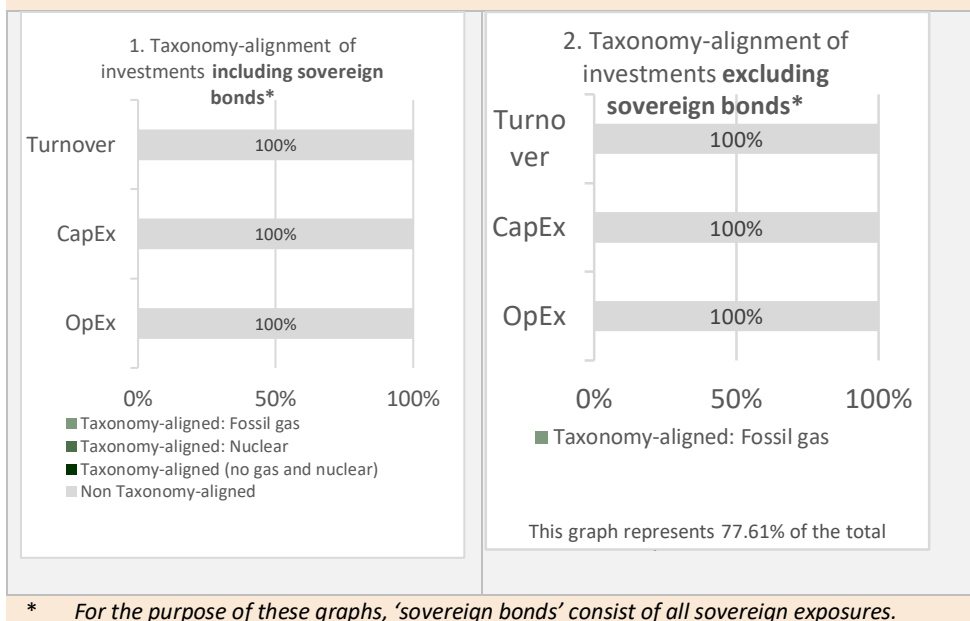 1. Taxonomy-alignment of
investments including sovereign
bonds*
Turnover
100%
CapEx
100%
OpEx
100%
0% 50% 100%
Taxonomy-aligned: Fossil gas
Taxonomy-aligned: Nuclear
Taxonomy-aligned (no gas and nuclear)
Non Taxonomy-aligned
2. Taxonomy-alignment of
investments excluding
sovereign bonds*
Turno
ver
100%
CapEx
100%
OpEx
100%
0% 50% 100%
Taxonomy-aligned: Fossil gas
This graph represents 77.61% of the total
* For the purpose of these graphs, ‘sovereign bonds’ consist of all sovereign exposures.